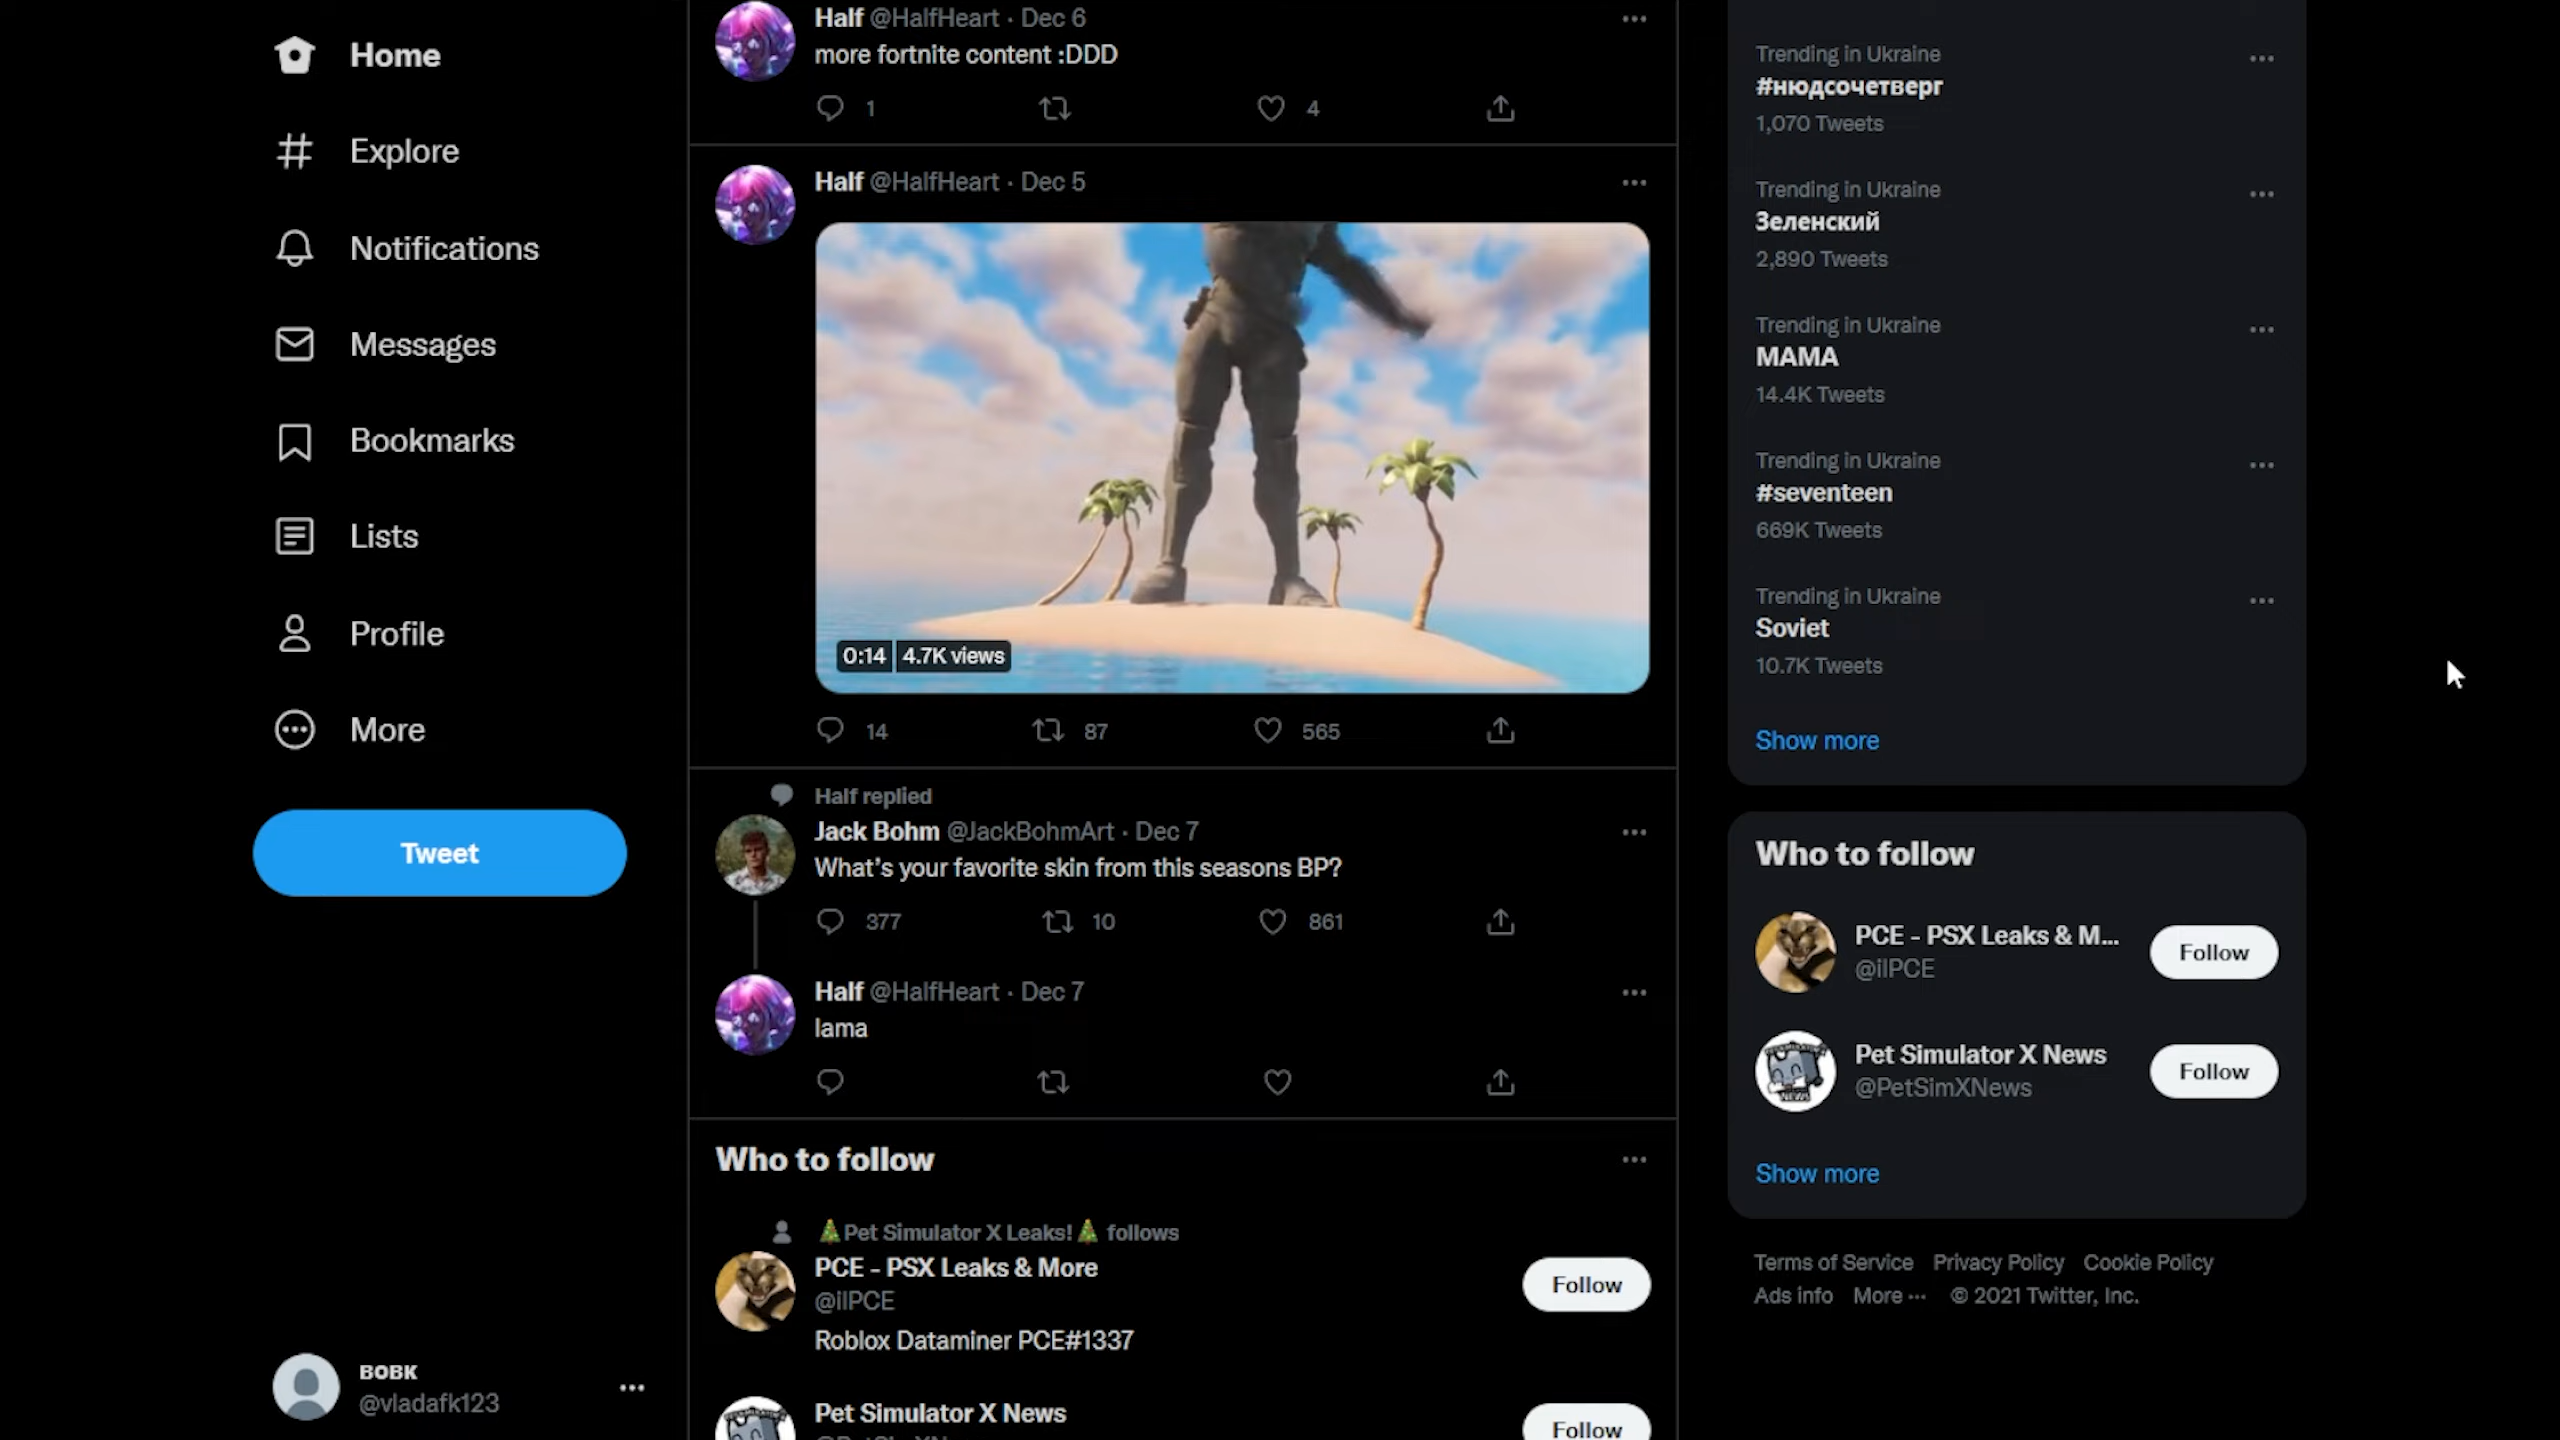 Home
Explore
Notifications
Messages
Bookmarks
Lists
Profile
More
Tweet
вовк
@vladafk123
Half @HalfHeart · Dec 6
more fortnite content :DDD
1
4
Half @HalfHeart · Dec 5
0:14
4.7K views
14
87
565
Half replied
Jack Bohm @JackBohmArt · Dec 7
What's your favorite skin from this seasons BP?
377
10
861
Half @HalfHeart · Dec 7
lama
Who to follow
Pet Simulator X Leaks! follows
PCE - PSX Leaks & More
@ilPCE
Follow
Roblox Dataminer PCE#1337
Pet Simulator X News
Follow
Trending in Ukraine
#нюдсочетверг
1,070 Tweets
Trending in Ukraine
Зеленский
2,890 Tweets
Trending in Ukraine
MAMA
14.4K Tweets
Trending in Ukraine
#seventeen
669K Tweets
Trending in Ukraine
Soviet
10.7K Tweets
Show more
Who to follow
PCE - PSX Leaks & M...
@ilPCE
Follow
NEWS
Pet Simulator X News
@PetSimXNews
Follow
Show more
Terms of Service Privacy Policy Cookie Policy
Ads info More ··· © 2021 Twitter, Inc.